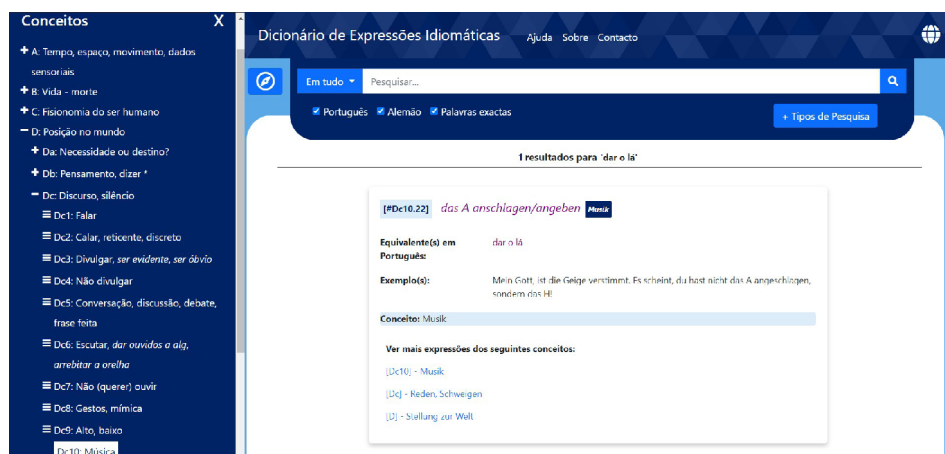 Conceitos X
+ A: Tempo, espaço, movimento, dados
sensoriais
+ B: Vida - morte
+ C: Fisionomia do ser humano
− D: Posição no mundo
+ Da: Necessidade ou destino?
+ Db: Pensamento, dizer *
− Dc: Discurso, silêncio
Dc1: Falar
Dc2: Calar, reticente, discreto
Dc3: Divulgar, ser evidente, ser óbvio
Dc4: Não divulgar
Dc5: Conversação, discussão, debate,
frase feita
Dc6: Escutar, dar ouvidos a alg,
arrebitar a orelha
Dc7: Não (querer) ouvir
Dc8: Gestos, mímica
Dc9: Alto, baixo
Dc10: Música
Dicionário de Expressões Idiomáticas Ajuda Sobre Contacto
Em tudo Pesquisar...
Português Alemão Palavras exactas
+ Tipos de Pesquisa
1 resultados para 'dar o lá'
[#Dc10.22] das A anschlagen/angeben Musik
Equivalente(s) em dar o lá
Português:
Exemplo(s): Mein Gott, ist die Geige verstimmt. Es scheint, du hast nicht das A angeschlagen,
sondern das H!
Conceito: Musik
Ver mais expressões dos seguintes conceitos:
[Dc10] - Musik
[Dc] - Reden, Schweigen
[D] - Stellung zur Welt